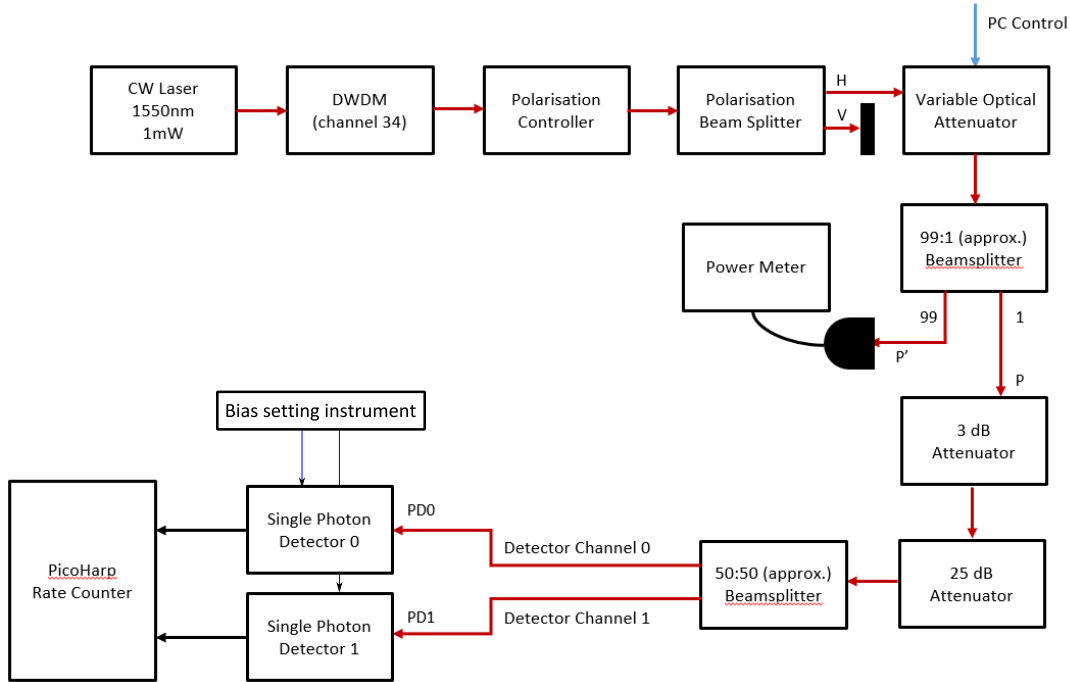 PC Control
CW Laser
1550nm
1mW
DWDM
(channel 34)
Polarisation
Controller
Polarisation
Beam Splitter
H
V
Variable Optical
Attenuator
99:1 (approx.)
Beamsplitter
Power Meter
99
1
P'
P
3 dB
Attenuator
Bias setting instrument
Single Photon
Detector 0
PD0
Detector Channel 0
50:50 (approx.)
Beamsplitter
25 dB
Attenuator
PicoHarp
Rate Counter
Single Photon
Detector 1
PD1
Detector Channel 1